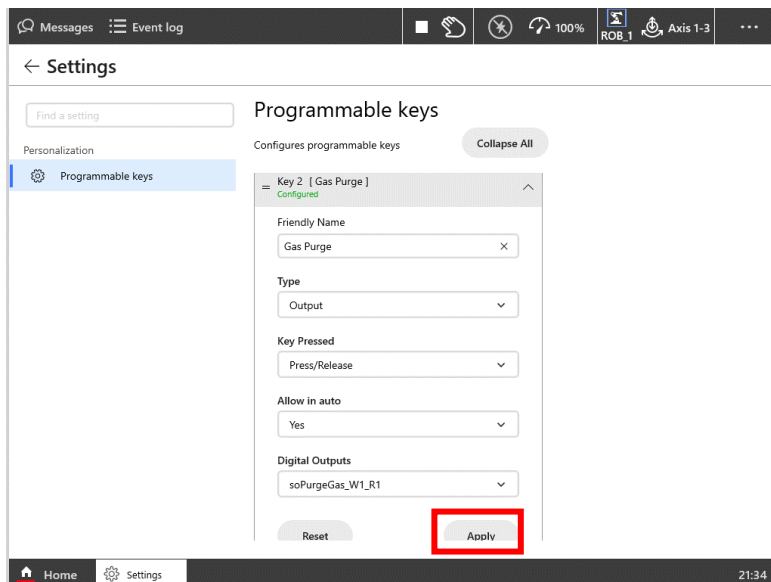 Messages
Event log
100%
ROB_1
Axis 1-3
...
← Settings
Find a setting
Personalization
Programmable keys
Programmable keys
Configures programmable keys
Collapse All
Key 2 [ Gas Purge ]
Configured
Friendly Name
Gas Purge
Type
Output
Key Pressed
Press/Release
Allow in auto
Yes
Digital Outputs
soPurgeGas_W1_R1
Reset
Apply
Home
Settings
21:34